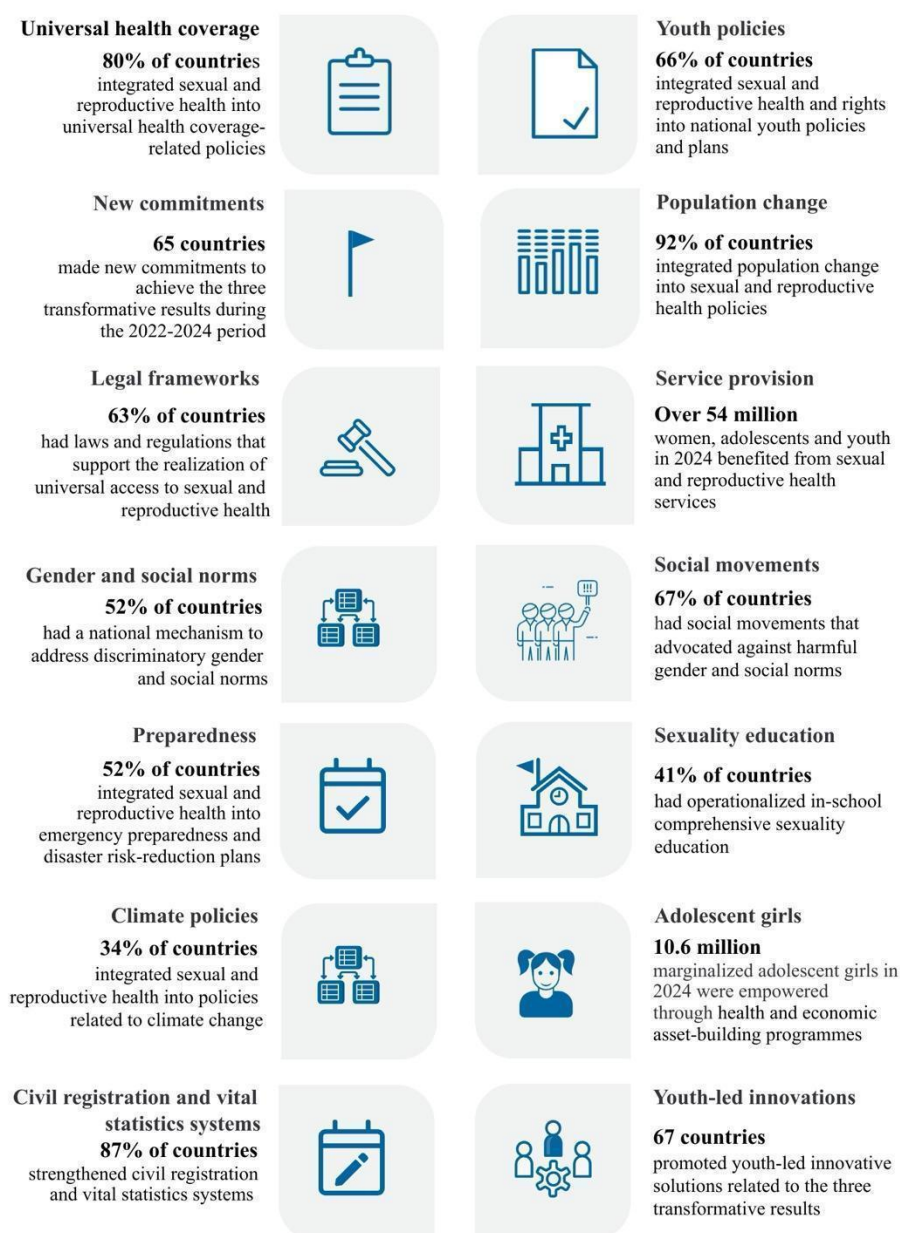 Universal health coverage
80% of countries
integrated sexual and
reproductive health into
universal health coverage-
related policies
Youth policies
66% of countries
integrated sexual and
reproductive health and rights
into national youth policies
and plans
New commitments
65 countries
made new commitments to
achieve the three
transformative results during
the 2022-2024 period
Population change
92% of countries
integrated population change
into sexual and reproductive
health policies
Legal frameworks
63% of countries
had laws and regulations that
support the realization of
universal access to sexual and
reproductive health
Service provision
Over 54 million
women, adolescents and youth
in 2024 benefited from sexual
and reproductive health
services
Gender and social norms
52% of countries
had a national mechanism to
address discriminatory gender
and social norms
Social movements
67% of countries
had social movements that
advocated against harmful
gender and social norms
!!!
Preparedness
52% of countries
integrated sexual and
reproductive health into
emergency preparedness and
disaster risk-reduction plans
Sexuality education
41% of countries
had operationalized in-school
comprehensive sexuality
education
Climate policies
34% of countries
integrated sexual and
reproductive health into policies
related to climate change
Adolescent girls
10.6 million
marginalized adolescent girls in
2024 were empowered
through health and economic
asset-building programmes
Civil registration and vital
statistics systems
87% of countries
strengthened civil registration
and vital statistics systems
Youth-led innovations
67 countries
promoted youth-led innovative
solutions related to the three
transformative results